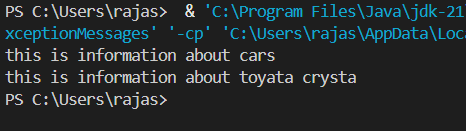 PS C:\Users\rajas>  & 'C:\Program Files\Java\jdk-21
xceptionMessages' '-cp' 'C:\Users\rajas\AppData\Loc
this is information about cars
this is information about toyata crysta
PS C:\Users\rajas>